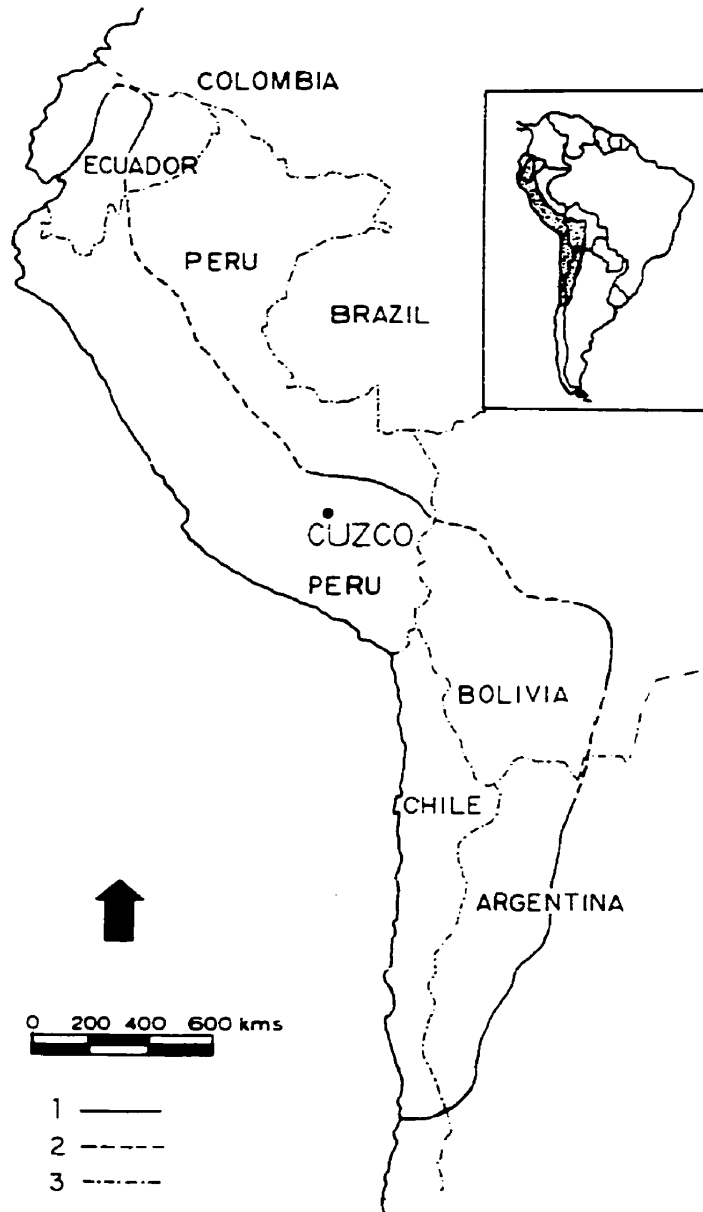 COLOMBIA
ECUADOR
PERU
BRAZIL
CUZCO
PERU
BOLIVIA
CHILE
ARGENTINA
0 200 400 600 kms
1
2
3